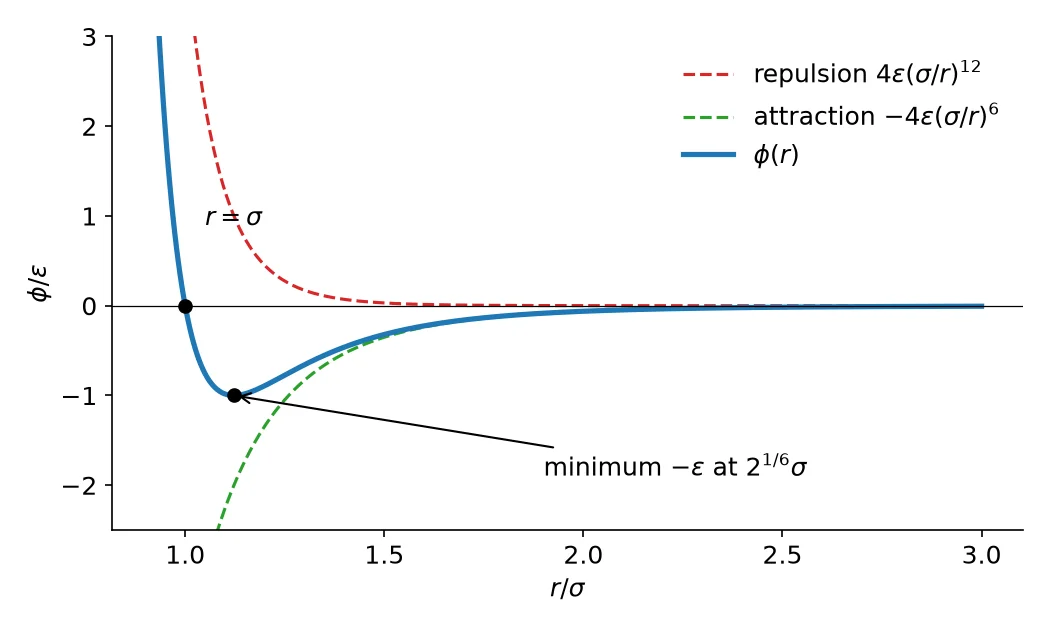 repulsion 4ε(σ/r)¹²
attraction −4ε(σ/r)⁶
ϕ(r)
3
2
1
0
−1
−2
ϕ/ε
r = σ
minimum −ε at 2¹ᐟ⁶σ
1.0 1.5 2.0 2.5 3.0
r/σ